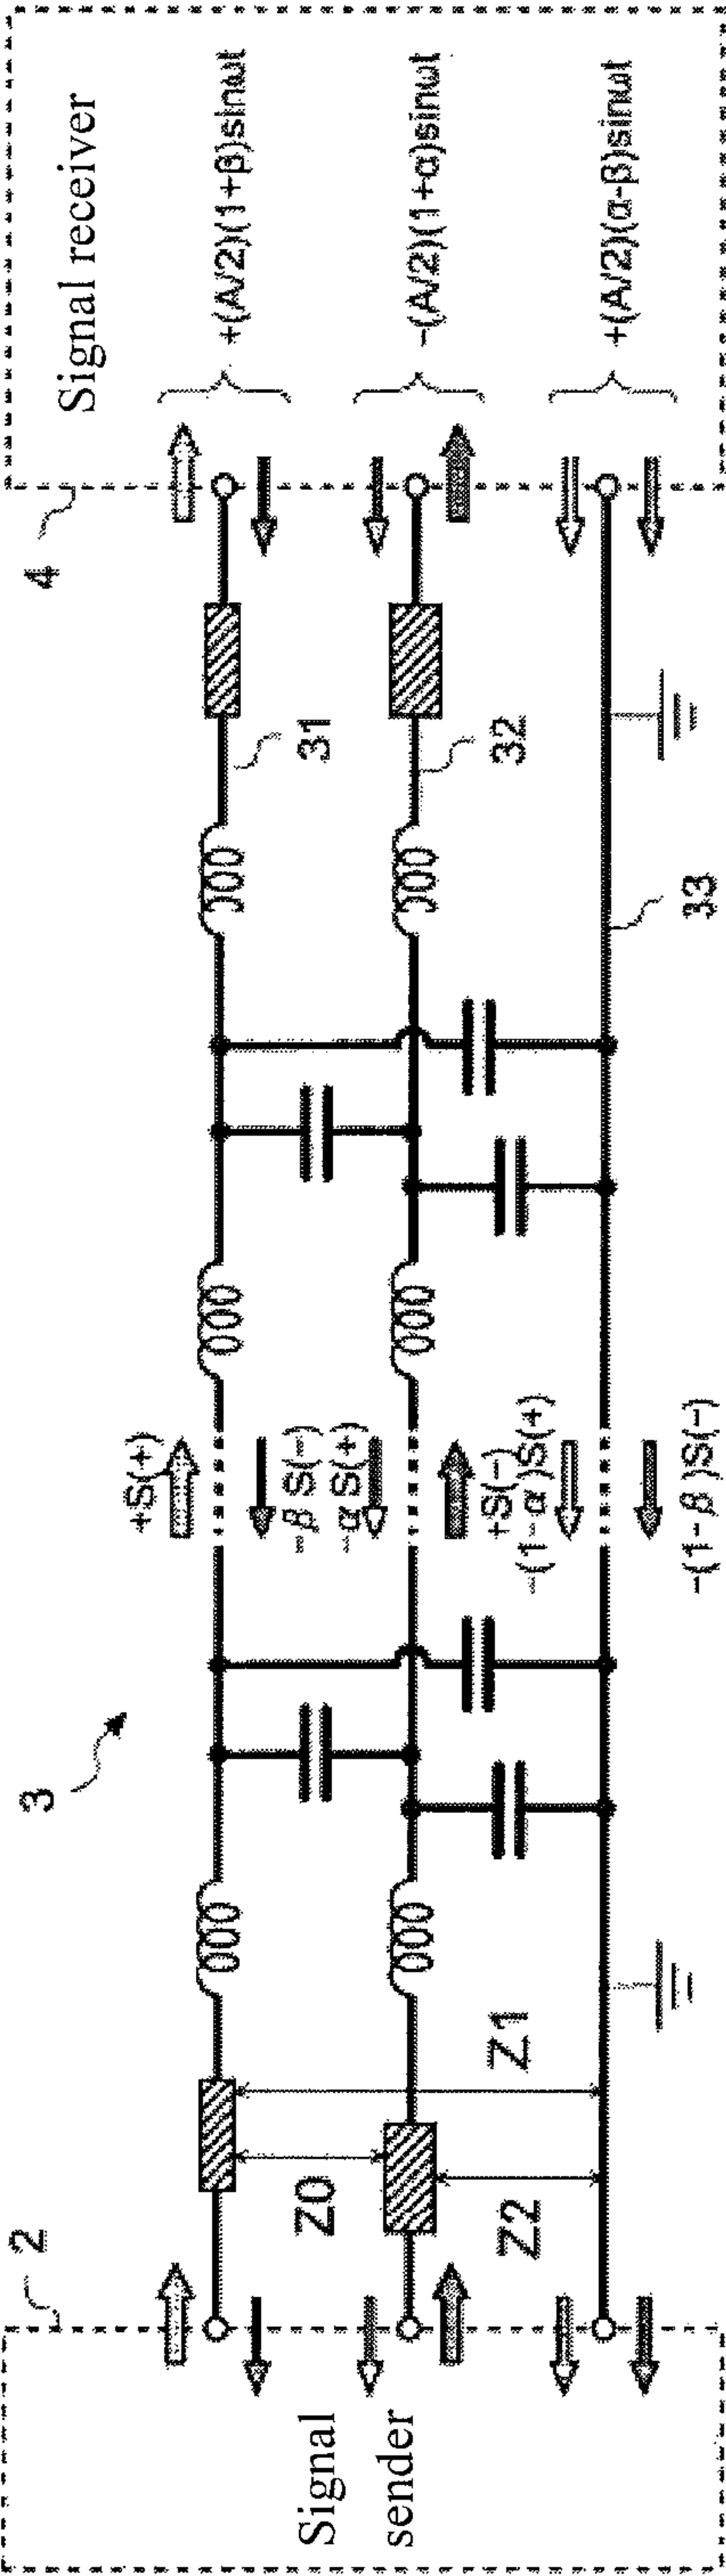 Signal receiver
4
+(A/2)(1+β)sinωt
-(A/2)(1+α)sinωt
+(A/2)(α-β)sinωt
31
32
33
3
+S(+)
-β S(-)
-α S(+)
+S(-)
-(1-α)S(+)
-(1-β)S(-)
2
Z0
Z1
Z2
Signal
sender